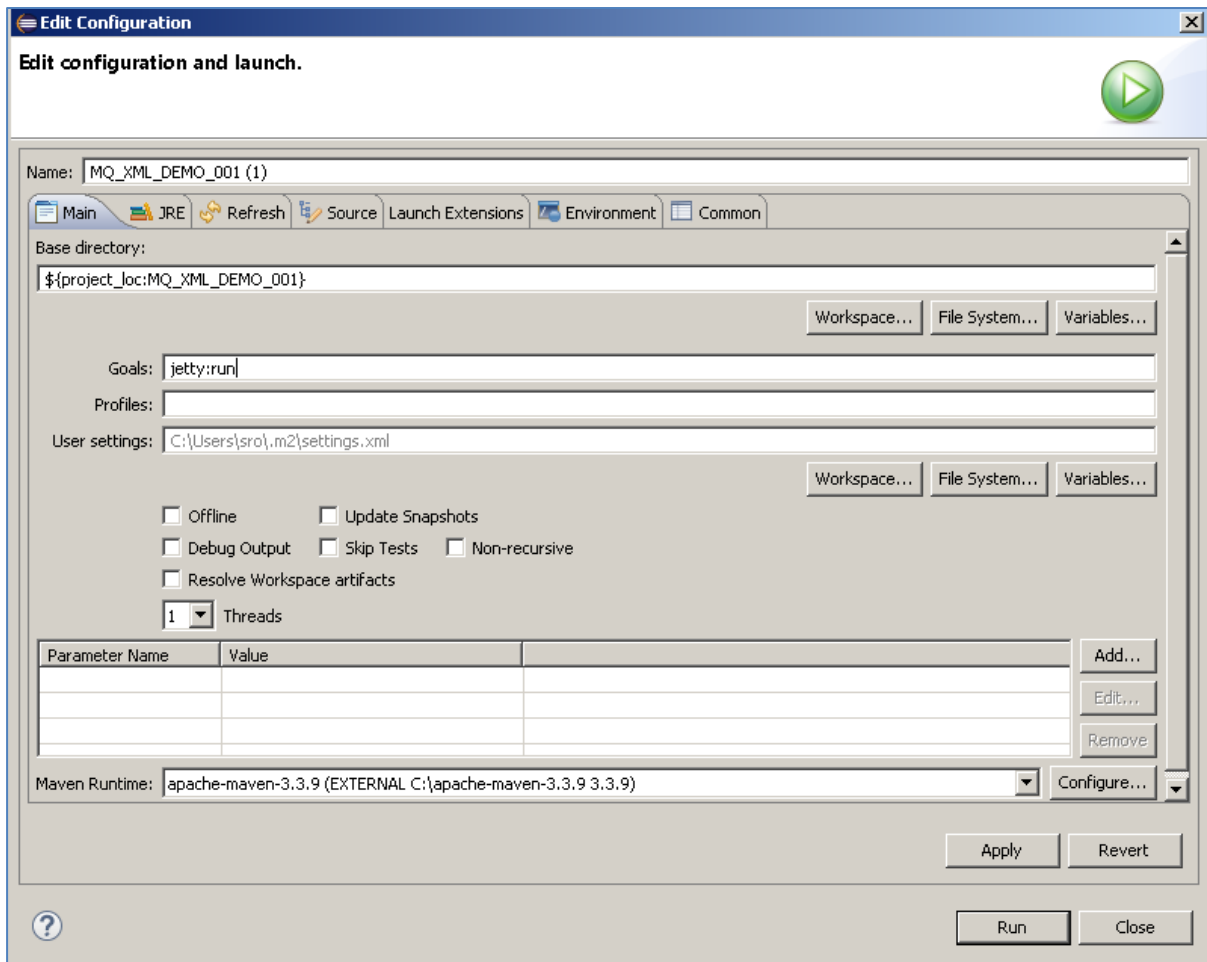 Edit Configuration
Edit configuration and launch.
Name: MQ_XML_DEMO_001 (1)
Main JRE Refresh Source Launch Extensions Environment Common
Base directory:
${project_loc:MQ_XML_DEMO_001}
Workspace... File System... Variables...
Goals: jetty:run
Profiles:
User settings: C:\Users\sro\.m2\settings.xml
Workspace... File System... Variables...
Offline Update Snapshots
Debug Output Skip Tests Non-recursive
Resolve Workspace artifacts
1 Threads
Parameter Name Value Add...
Edit...
Remove
Maven Runtime: apache-maven-3.3.9 (EXTERNAL C:\apache-maven-3.3.9 3.3.9) Configure...
Apply Revert
? Run Close